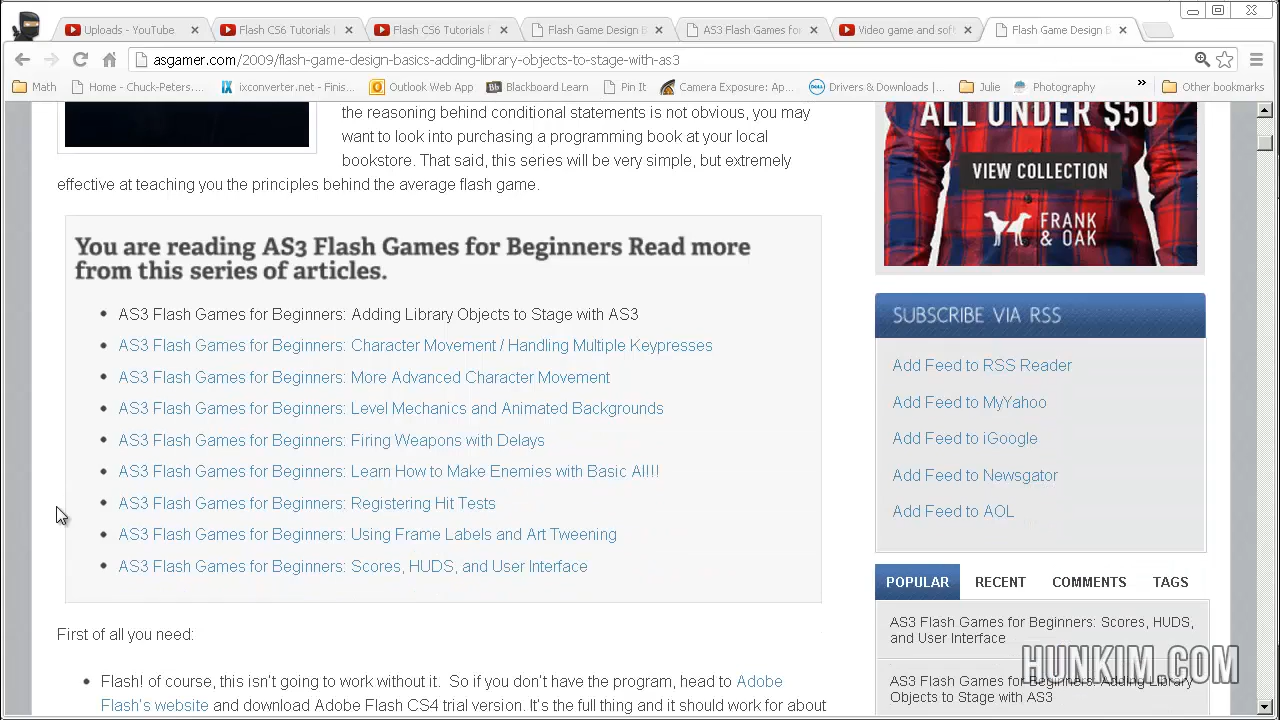 Uploads - YouTube
Flash CS6 Tutorials
Flash CS6 Tutorials
Flash Game Design B
AS3 Flash Games for
Video game and soft
Flash Game Design B
asgamer.com/2009/flash-game-design-basics-adding-library-objects-to-stage-with-as3
Math
Home - Chuck-Peters....
ixconverter.net - Finis...
Outlook Web App
Bb Blackboard Learn
Pin It
Camera Exposure: Ap...
DELL Drivers & Downloads |...
Julie
Photography
»
Other bookmarks
the reasoning behind conditional statements is not obvious, you may
want to look into purchasing a programming book at your local
bookstore. That said, this series will be very simple, but extremely
effective at teaching you the principles behind the average flash game.
You are reading AS3 Flash Games for Beginners Read more
from this series of articles.
• AS3 Flash Games for Beginners: Adding Library Objects to Stage with AS3
• AS3 Flash Games for Beginners: Character Movement / Handling Multiple Keypresses
• AS3 Flash Games for Beginners: More Advanced Character Movement
• AS3 Flash Games for Beginners: Level Mechanics and Animated Backgrounds
• AS3 Flash Games for Beginners: Firing Weapons with Delays
• AS3 Flash Games for Beginners: Learn How to Make Enemies with Basic AI!!!
• AS3 Flash Games for Beginners: Registering Hit Tests
• AS3 Flash Games for Beginners: Using Frame Labels and Art Tweening
• AS3 Flash Games for Beginners: Scores, HUDS, and User Interface
First of all you need:
• Flash! of course, this isn't going to work without it. So if you don't have the program, head to Adobe
Flash's website and download Adobe Flash CS4 trial version. It's the full thing and it should work for about
ALL UNDER $50
VIEW COLLECTION
FRANK
& OAK
SUBSCRIBE VIA RSS
Add Feed to RSS Reader
Add Feed to MyYahoo
Add Feed to iGoogle
Add Feed to Newsgator
Add Feed to AOL
POPULAR
RECENT
COMMENTS
TAGS
AS3 Flash Games for Beginners: Scores, HUDS,
and User Interface
AS3 Flash Games for Beginners: Adding Library
Objects to Stage with AS3
HUNKIM.COM